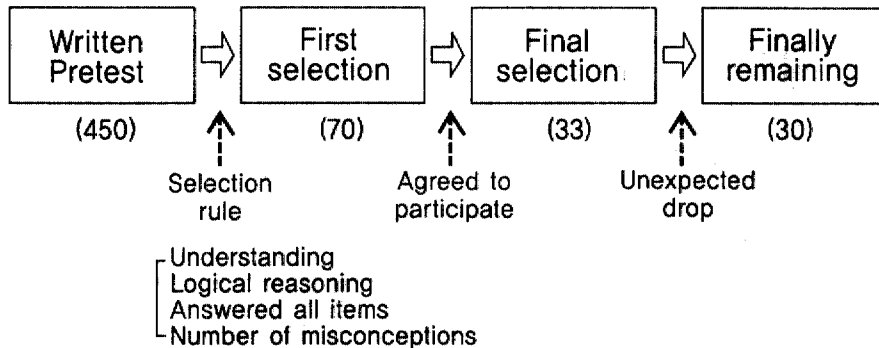 Written
Pretest
First
selection
Final
selection
Finally
remaining
(450)
(70)
(33)
(30)
Selection
rule
Agreed to
participate
Unexpected
drop
Understanding
Logical reasoning
Answered all items
Number of misconceptions